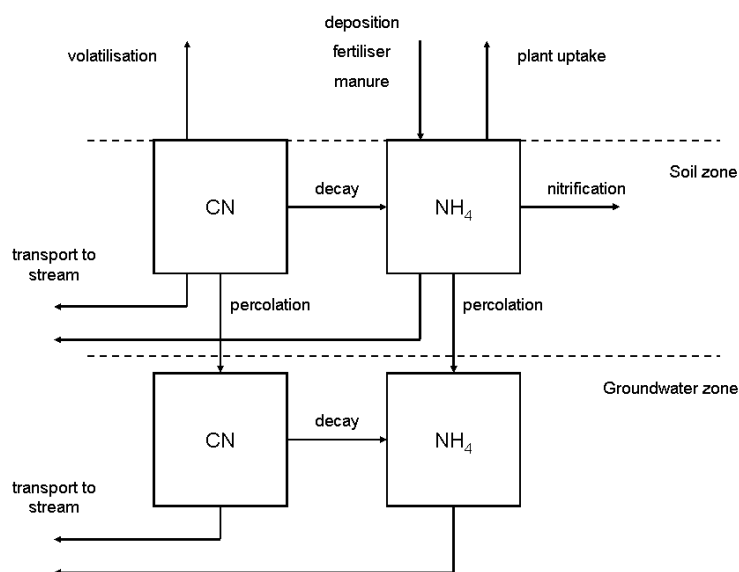 deposition
volatilisation
fertiliser
plant uptake
manure
Soil zone
CN
decay
NH₄
nitrification
transport to
stream
percolation
percolation
Groundwater zone
CN
decay
NH₄
transport to
stream